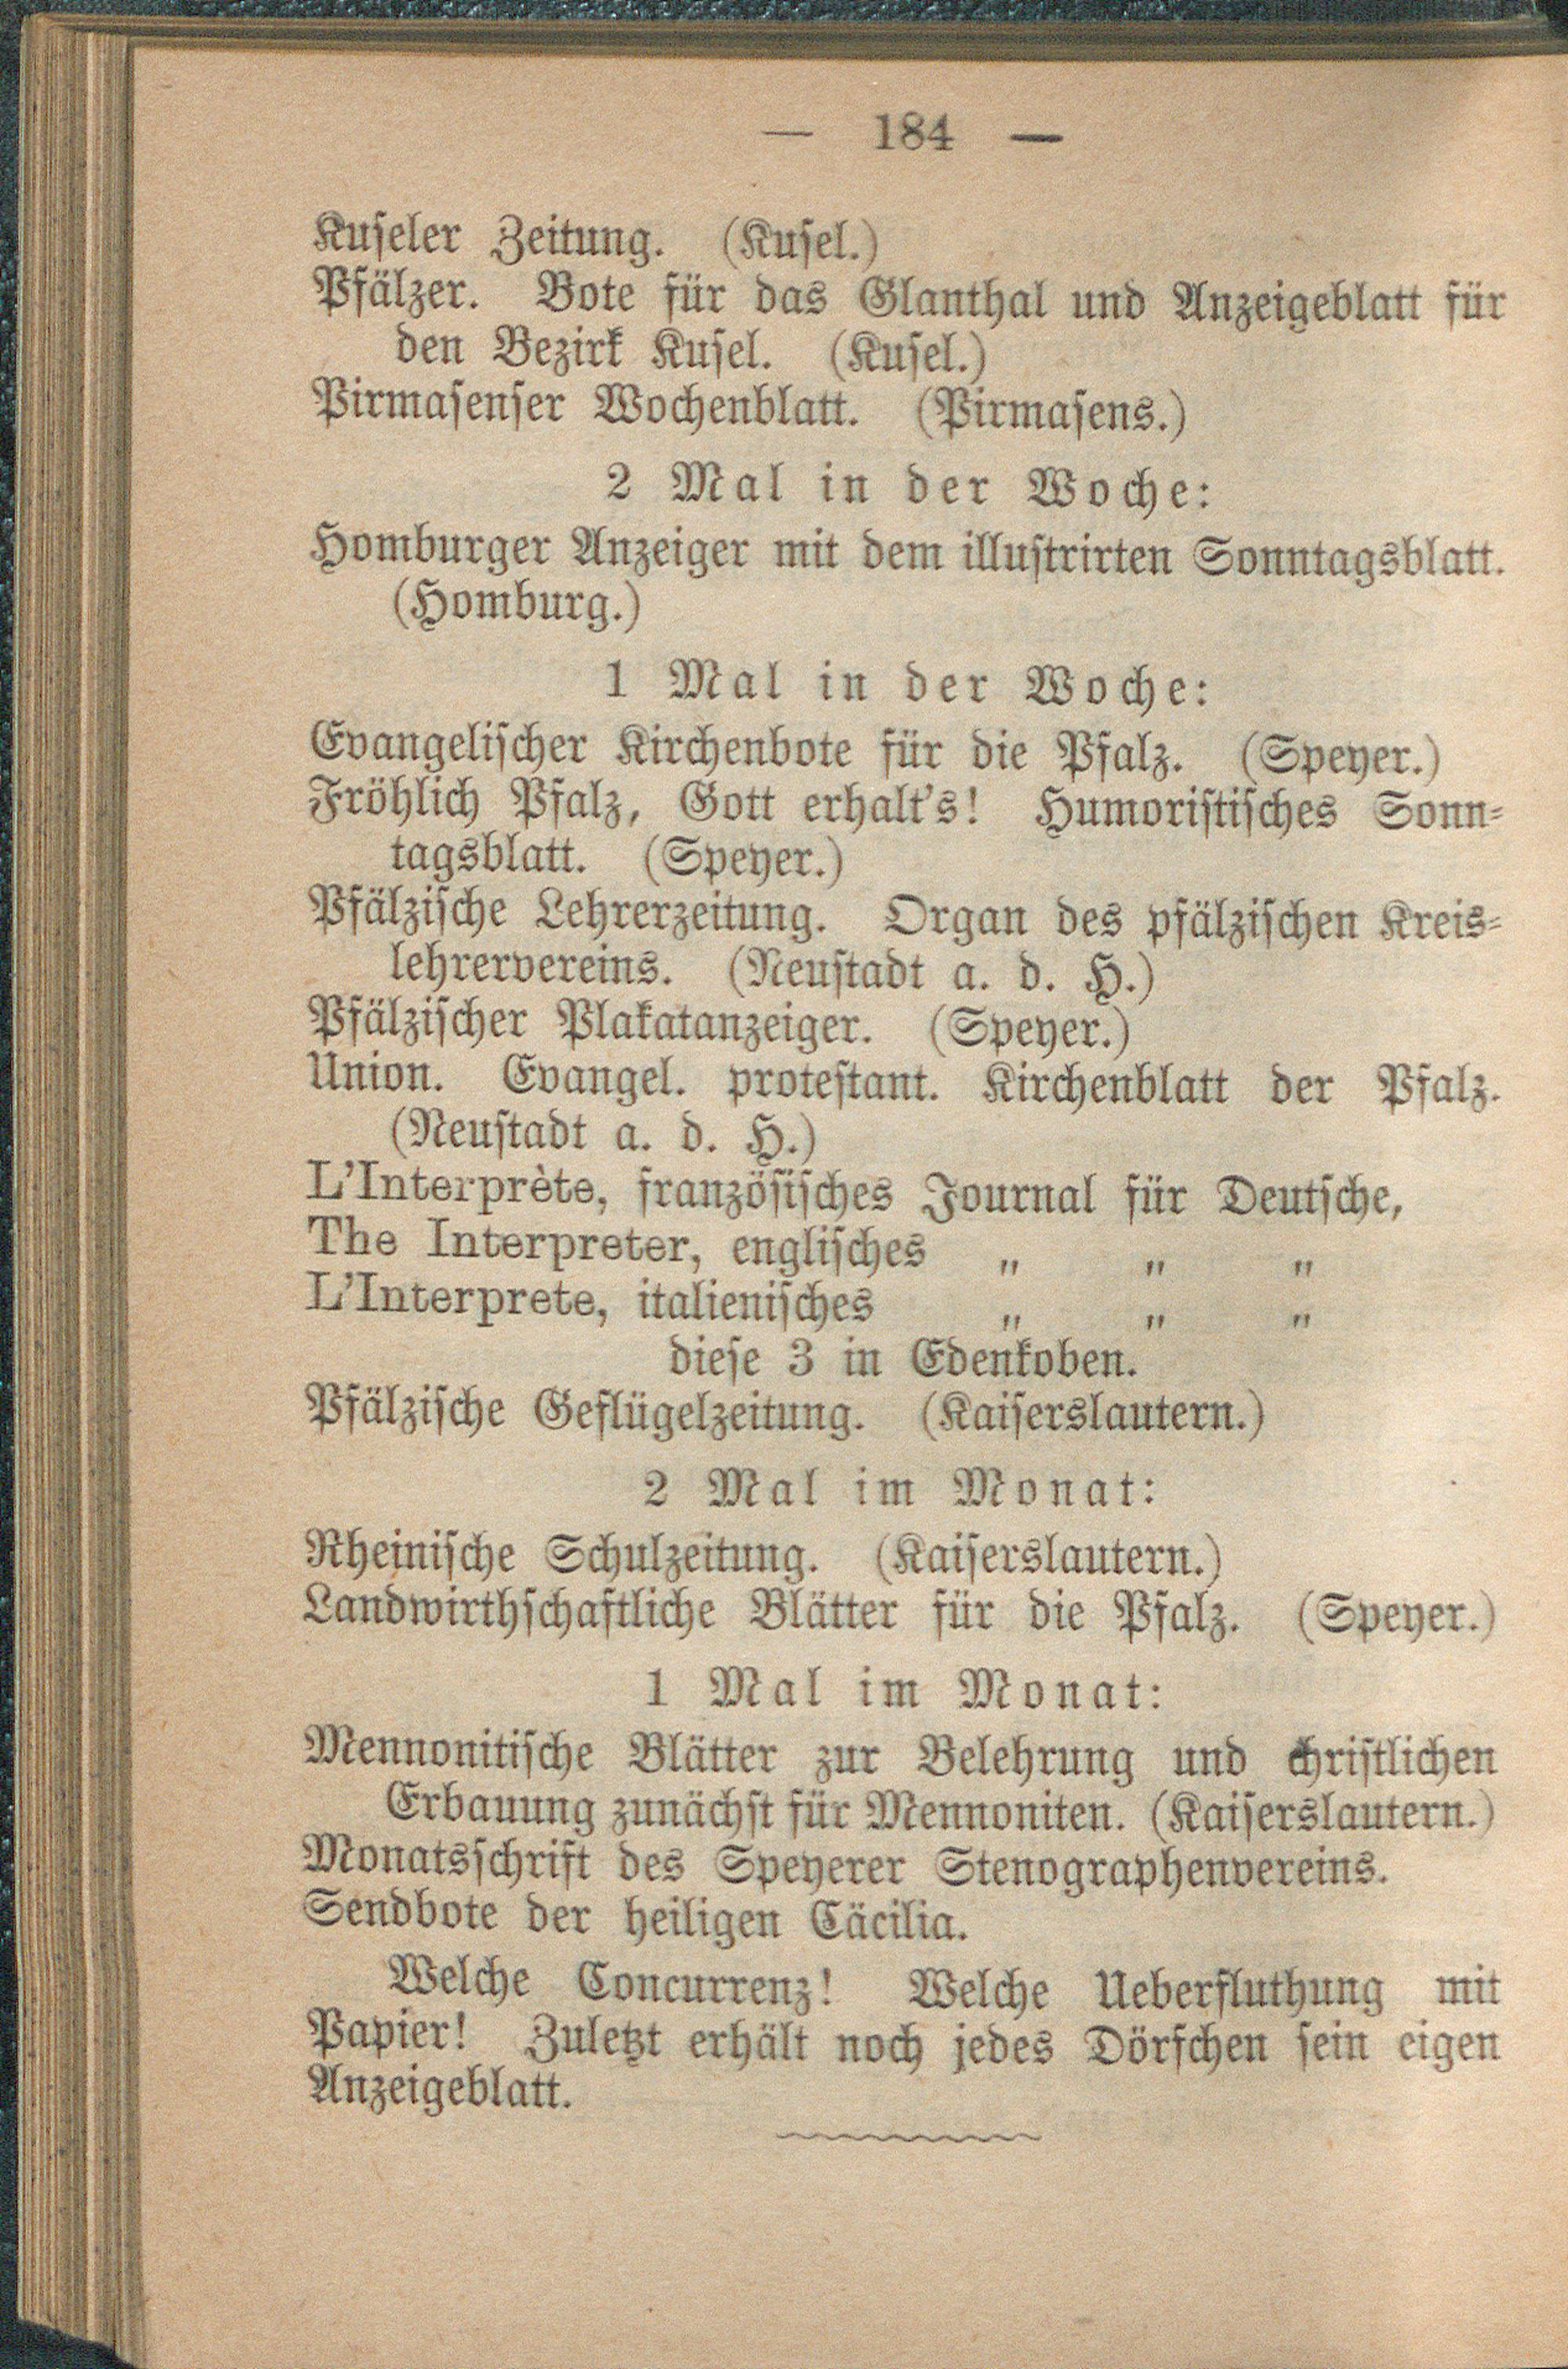 — 184 —
Kuseler Zeitung. (Kusel.)
Pfälzer. Bote für das Glanthal und Anzeigeblatt für
den Bezirk Kusel. (Kusel.)
Pirmasenser Wochenblatt. (Pirmasens.)
2 Mal in der Woche:
Homburger Anzeiger mit dem illustrirten Sonntagsblatt.
(Homburg.)
1 Mal in der Woche:
Evangelischer Kirchenbote für die Pfalz. (Speyer.)
Fröhlich Pfalz, Gott erhalt's! Humoristisches Sonn-
tagsblatt. (Speyer.)
Pfälzische Lehrerzeitung. Organ des pfälzischen Kreis-
lehrervereins. (Neustadt a. d. H.)
Pfälzischer Plakatanzeiger. (Speyer.)
Union. Evangel. protestant. Kirchenblatt der Pfalz.
(Neustadt a. d. H.)
L'Interprète, französisches Journal für Deutsche,
The Interpreter, englisches „ „ „
L'Interprete, italienisches „ „ „
diese 3 in Edenkoben.
Pfälzische Geflügelzeitung. (Kaiserslautern.)
2 Mal im Monat:
Rheinische Schulzeitung. (Kaiserslautern.)
Landwirthschaftliche Blätter für die Pfalz. (Speyer.)
1 Mal im Monat:
Mennonitische Blätter zur Belehrung und christlichen
Erbauung zunächst für Mennoniten. (Kaiserslautern.)
Monatsschrift des Speyerer Stenographenvereins.
Sendbote der heiligen Cäcilia.
Welche Concurrenz! Welche Ueberfluthung mit
Papier! Zuletzt erhält noch jedes Dörfchen sein eigen
Anzeigeblatt.